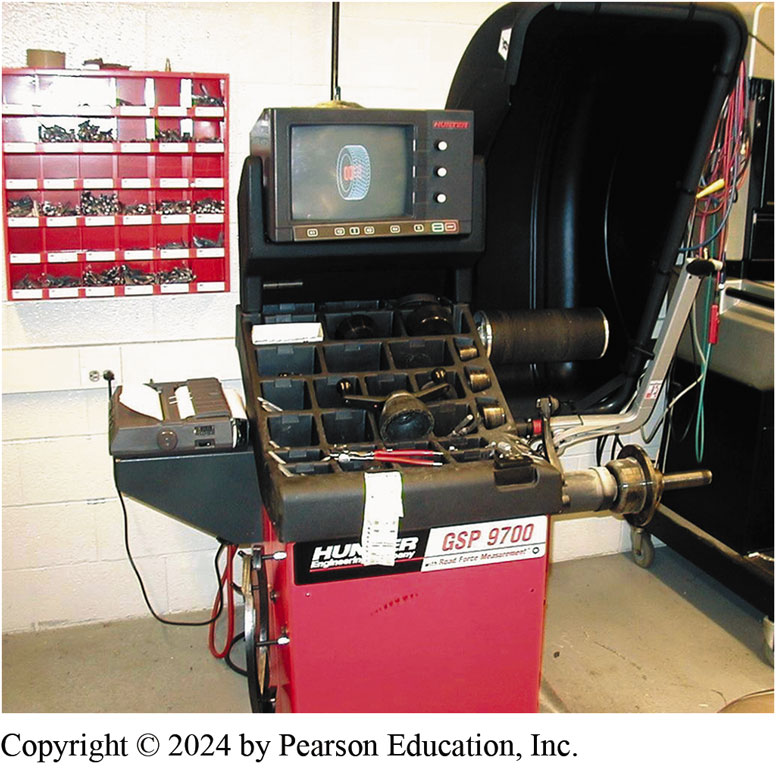 HUNTER
HUNTER
Engineering Company
GSP 9700
with Road Force Measurement
Copyright © 2024 by Pearson Education, Inc.